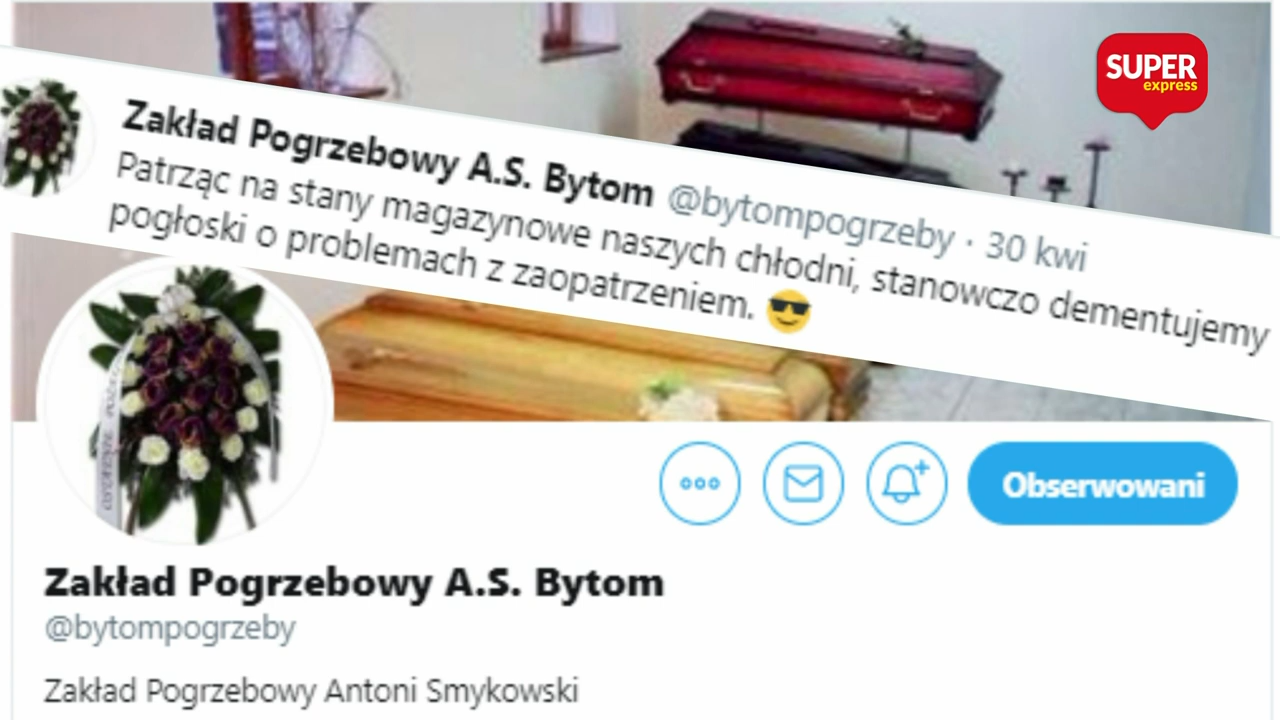 SUPER
express
Zakład Pogrzebowy A.S. Bytom @bytompogrzeby · 30 kwi
Patrząc na stany magazynowe naszych chłodni, stanowczo dementujemy
pogłoski o problemach z zaopatrzeniem. 😎
Obserwowani
Zakład Pogrzebowy A.S. Bytom
@bytompogrzeby
Zakład Pogrzebowy Antoni Smykowski